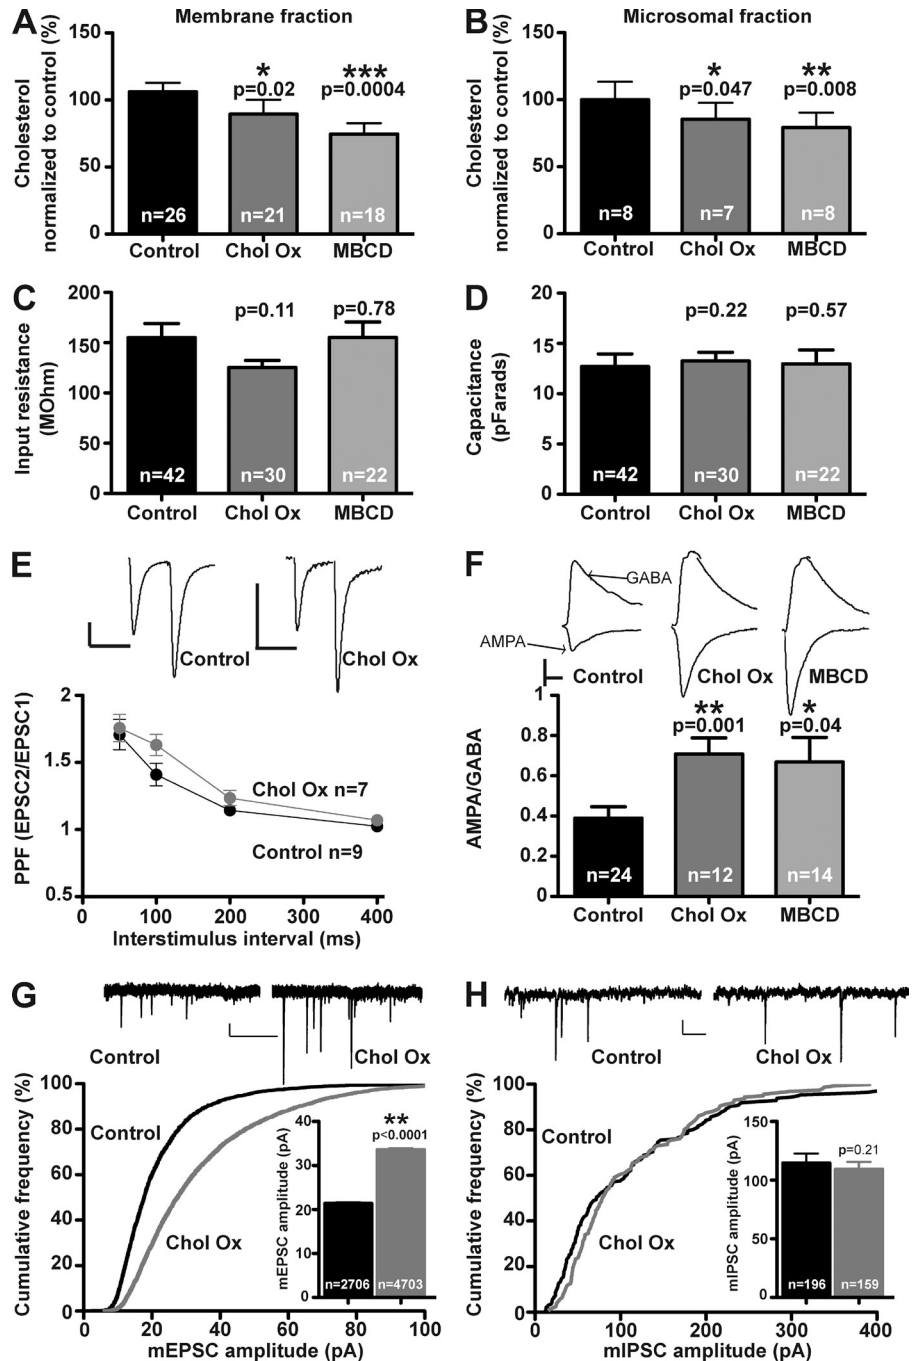 A Membrane fraction
Cholesterol
normalized to control (%)
150
100
50
0
*
p=0.02
***
p=0.0004
n=26
n=21
n=18
Control
Chol Ox
MBCD
B Microsomal fraction
Cholesterol
normalized to control (%)
150
100
50
0
*
p=0.047
**
p=0.008
n=8
n=7
n=8
Control
Chol Ox
MBCD
C
Input resistance
(MOhm)
200
150
100
50
0
p=0.11
p=0.78
n=42
n=30
n=22
Control
Chol Ox
MBCD
D
Capacitance
(pFarads)
20
15
10
5
0
p=0.22
p=0.57
n=42
n=30
n=22
Control
Chol Ox
MBCD
E
Control
Chol Ox
PPF (EPSC2/EPSC1)
2
1.5
1
0.5
Chol Ox n=7
Control n=9
0
100
200
300
400
Interstimulus interval (ms)
F
GABA
AMPA
Control
Chol Ox
MBCD
AMPA/GABA
1
0.8
0.6
0.4
0.2
0
**
p=0.001
*
p=0.04
n=24
n=12
n=14
Control
Chol Ox
MBCD
G
Control
Chol Ox
Cumulative frequency (%)
100
80
60
40
20
0
Control
Chol Ox
mEPSC amplitude (pA)
40
30
20
10
0
**
p<0.0001
n=2706
n=4703
0
20
40
60
80
100
mEPSC amplitude (pA)
H
Control
Chol Ox
Cumulative frequency (%)
100
80
60
40
20
0
Control
Chol Ox
mIPSC amplitude (pA)
150
100
50
0
p=0.21
n=196
n=159
0
100
200
300
400
mIPSC amplitude (pA)